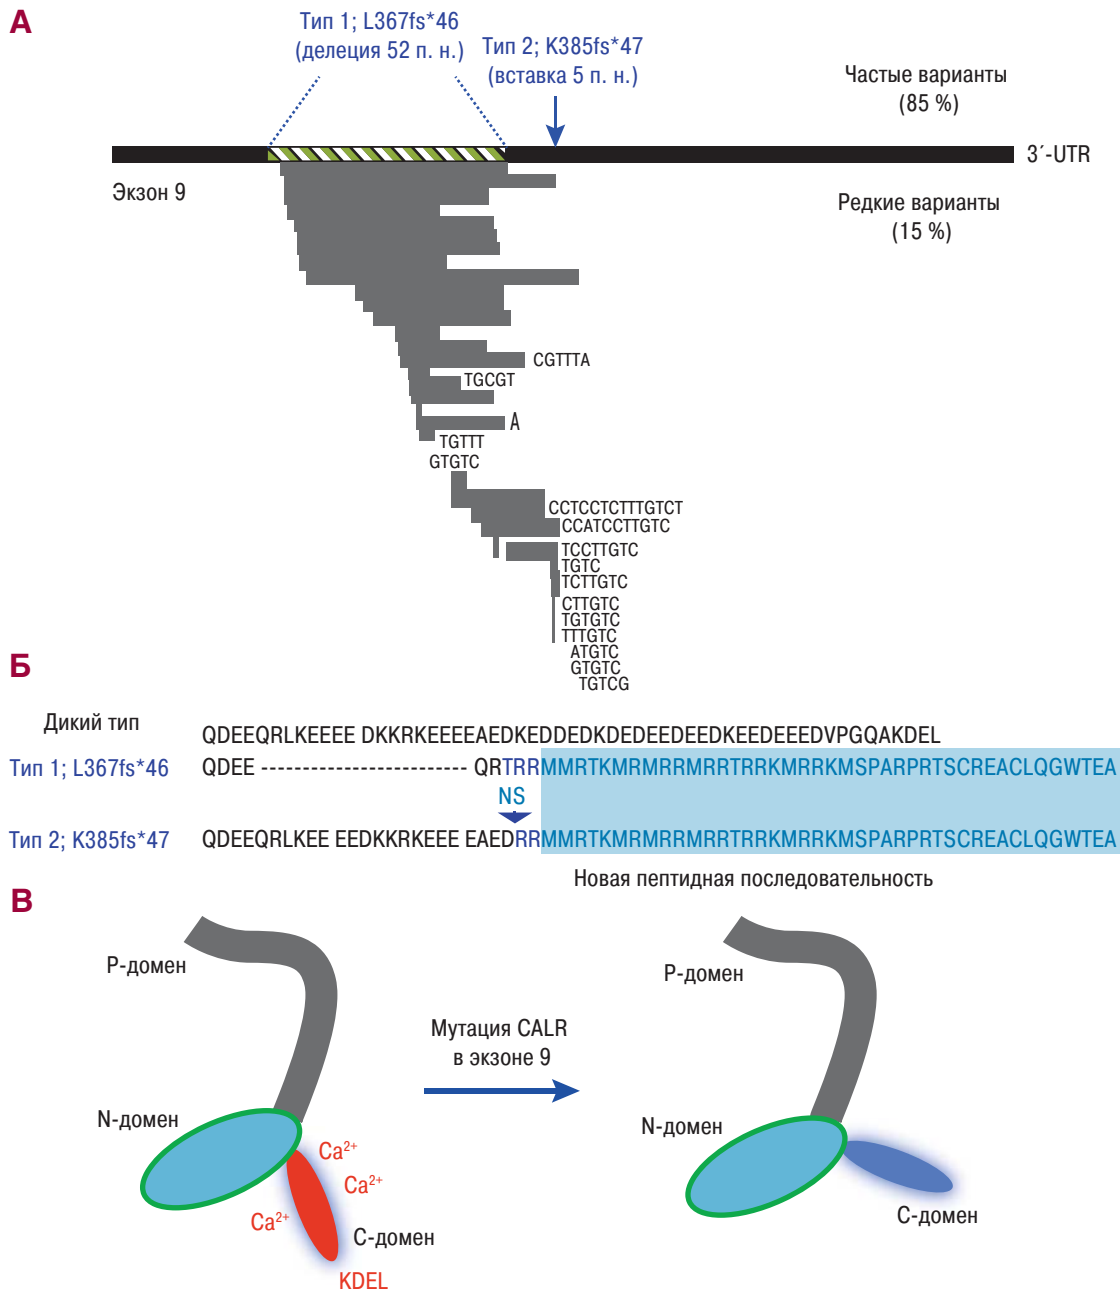 А
Тип 1; L367fs*46
(делеция 52 п. н.)
Тип 2; K385fs*47
(вставка 5 п. н.)
Частые варианты
(85 %)
3´-UTR
Экзон 9
Редкие варианты
(15 %)
CGTTTA
TGCGT
A
TGTTT
GTGTC
CCTCCTCTTTGTCT
CCATCCTTGTC
TCCTTGTC
TGTC
TCTTGTC
CTTGTC
TGTGTC
TTTGTC
ATGTC
GTGTC
TGTCG
Б
Дикий тип
QDEEQRLKEEEE DKKRKEEEEAEDKEDDEDKDEDEEDEEDKEEDEEEDVPGQAKDEL
Тип 1; L367fs*46
QDEE ------------------------- QRTRRMMRTKMRMRRMRRTRRKMRRKMSPARPRTSCREACLQGWTEA
NS
Тип 2; K385fs*47
QDEEQRLKEE EEDKKRKEEE EAEDRRMMRTKMRMRRMRRTRRKMRRKMSPARPRTSCREACLQGWTEA
Новая пептидная последовательность
В
P-домен
N-домен
Ca²⁺
Ca²⁺
Ca²⁺
C-домен
KDEL
Мутация CALR
в экзоне 9
P-домен
N-домен
C-домен